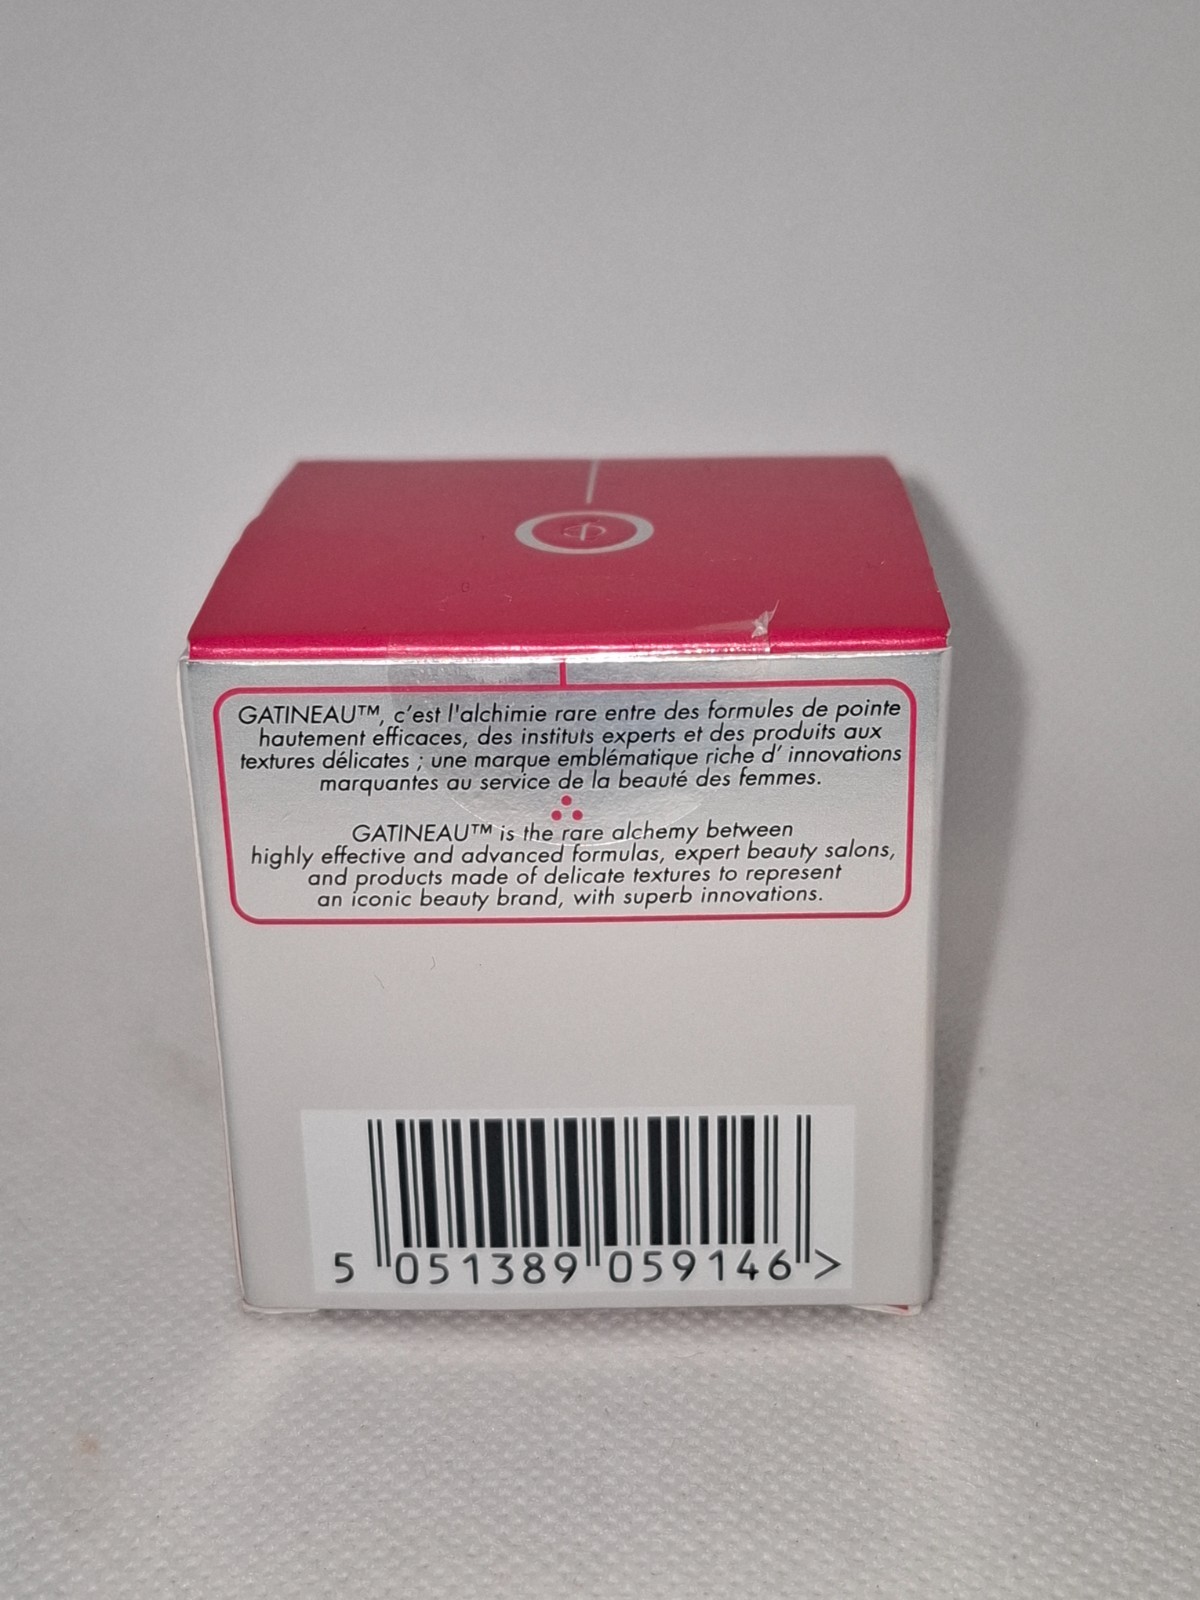 GATINEAU™, c'est l'alchimie rare entre des formules de pointe
hautement efficaces, des instituts experts et des produits aux
textures délicates ; une marque emblématique riche d' innovations
marquantes au service de la beauté des femmes.
GATINEAU™ is the rare alchemy between
highly effective and advanced formulas, expert beauty salons,
and products made of delicate textures to represent
an iconic beauty brand, with superb innovations.
5 051389 059146 >